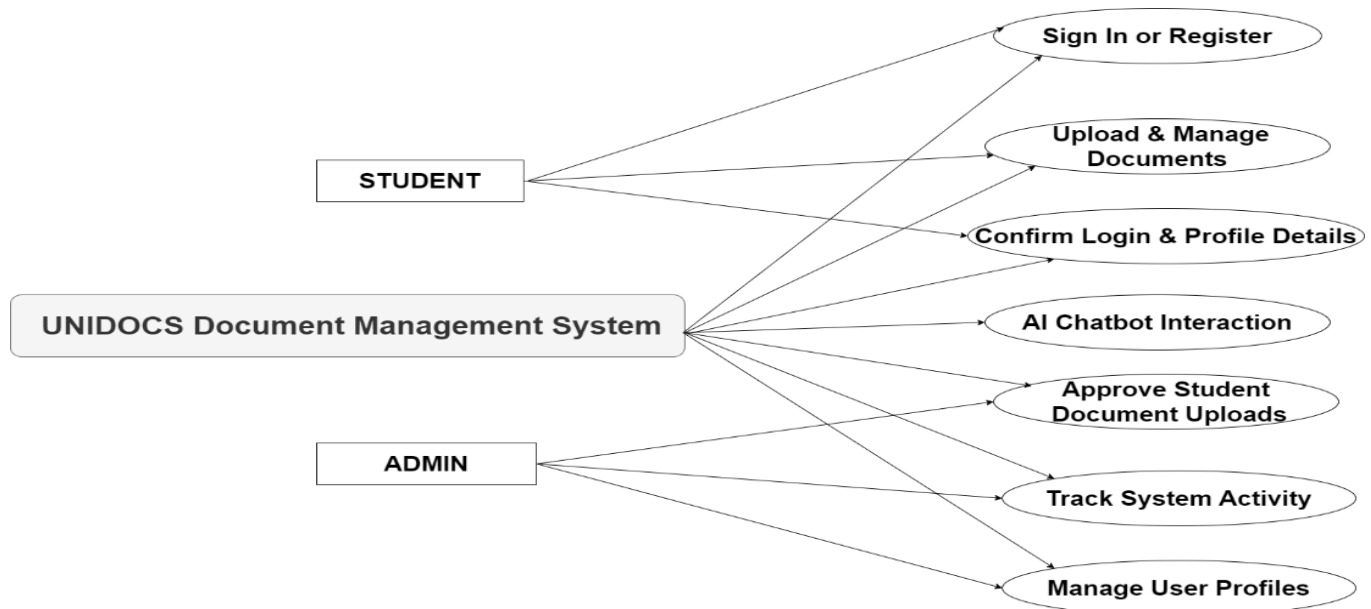 Sign In or Register
Upload & Manage
Documents
STUDENT
Confirm Login & Profile Details
UNIDOCS Document Management System
AI Chatbot Interaction
Approve Student
Document Uploads
ADMIN
Track System Activity
Manage User Profiles